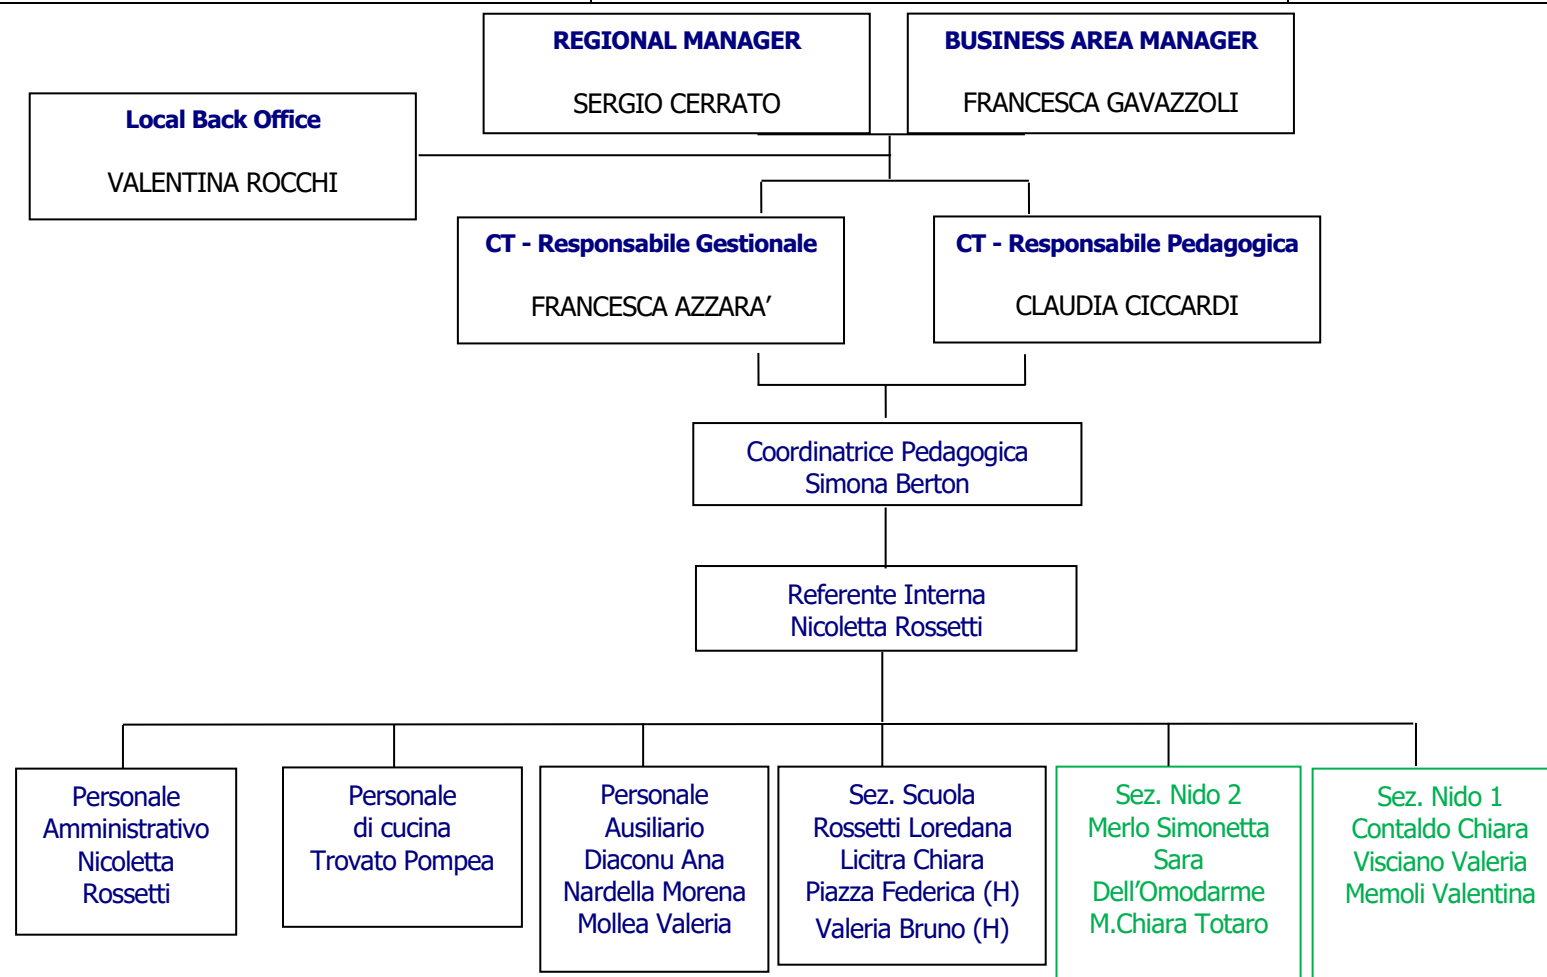 REGIONAL MANAGER
SERGIO CERRATO
BUSINESS AREA MANAGER
FRANCESCA GAVAZZOLI
Local Back Office
VALENTINA ROCCHI
CT - Responsabile Gestionale
FRANCESCA AZZARA’
CT - Responsabile Pedagogica
CLAUDIA CICCARDI
Coordinatrice Pedagogica
Simona Berton
Referente Interna
Nicoletta Rossetti
Personale
Amministrativo
Nicoletta
Rossetti
Personale
di cucina
Trovato Pompea
Personale
Ausiliario
Diaconu Ana
Nardella Morena
Mollea Valeria
Sez. Scuola
Rossetti Loredana
Licitra Chiara
Piazza Federica (H)
Valeria Bruno (H)
Sez. Nido 2
Merlo Simonetta
Sara
Dell’Omodarme
M.Chiara Totaro
Sez. Nido 1
Contaldo Chiara
Visciano Valeria
Memoli Valentina